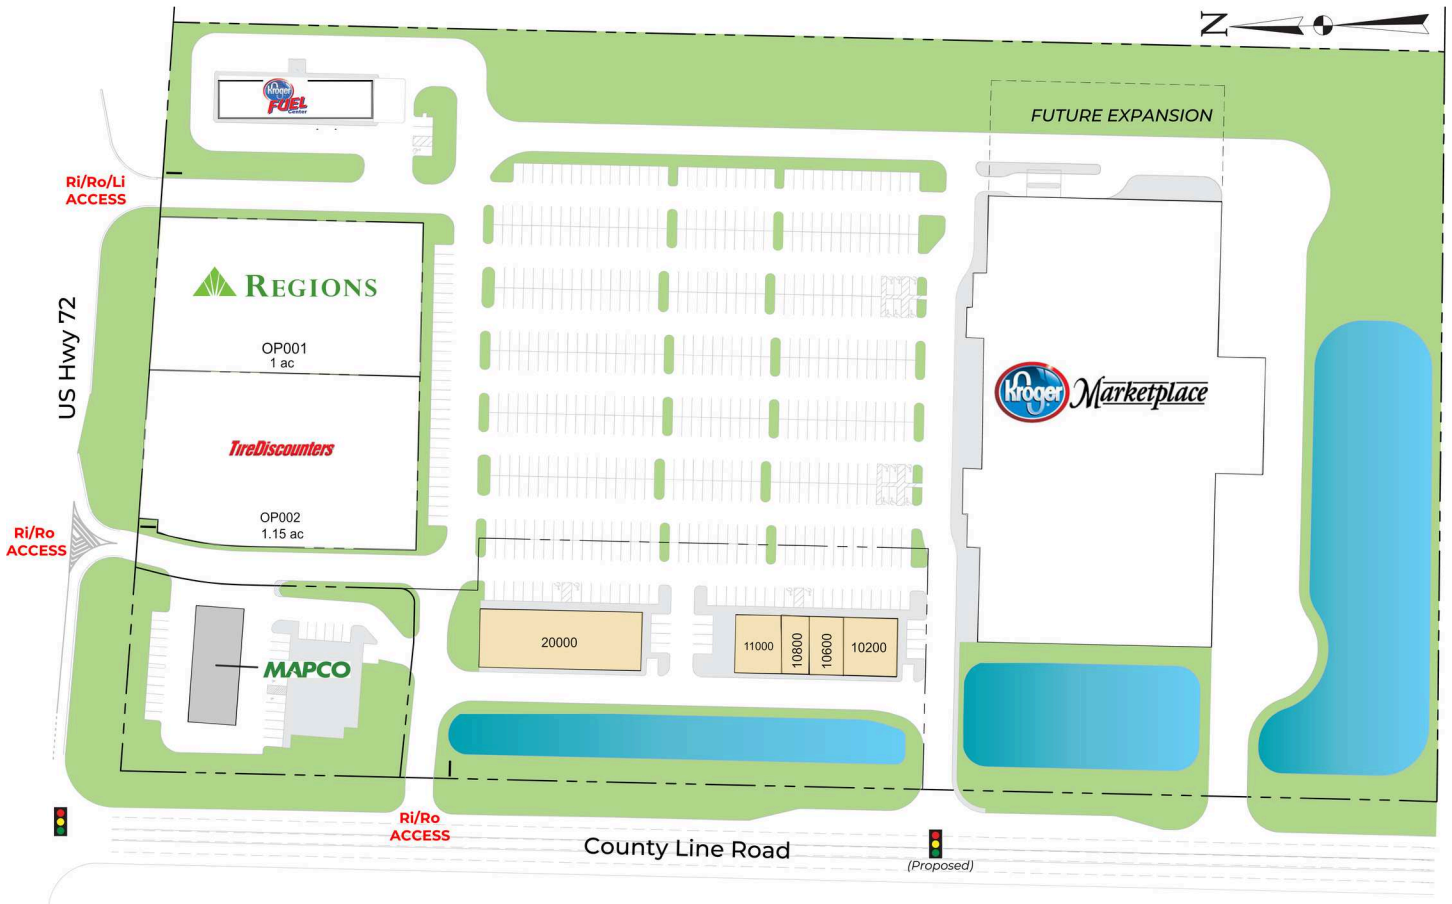 N
Kroger
FUEL
Center
FUTURE EXPANSION
Ri/Ro/Li
ACCESS
REGIONS
OP001
1 ac
US Hwy 72
Kroger Marketplace
TireDiscounters
OP002
1.15 ac
Ri/Ro
ACCESS
20000
11000
10800
10600
10200
MAPCO
Ri/Ro
ACCESS
County Line Road
(Proposed)